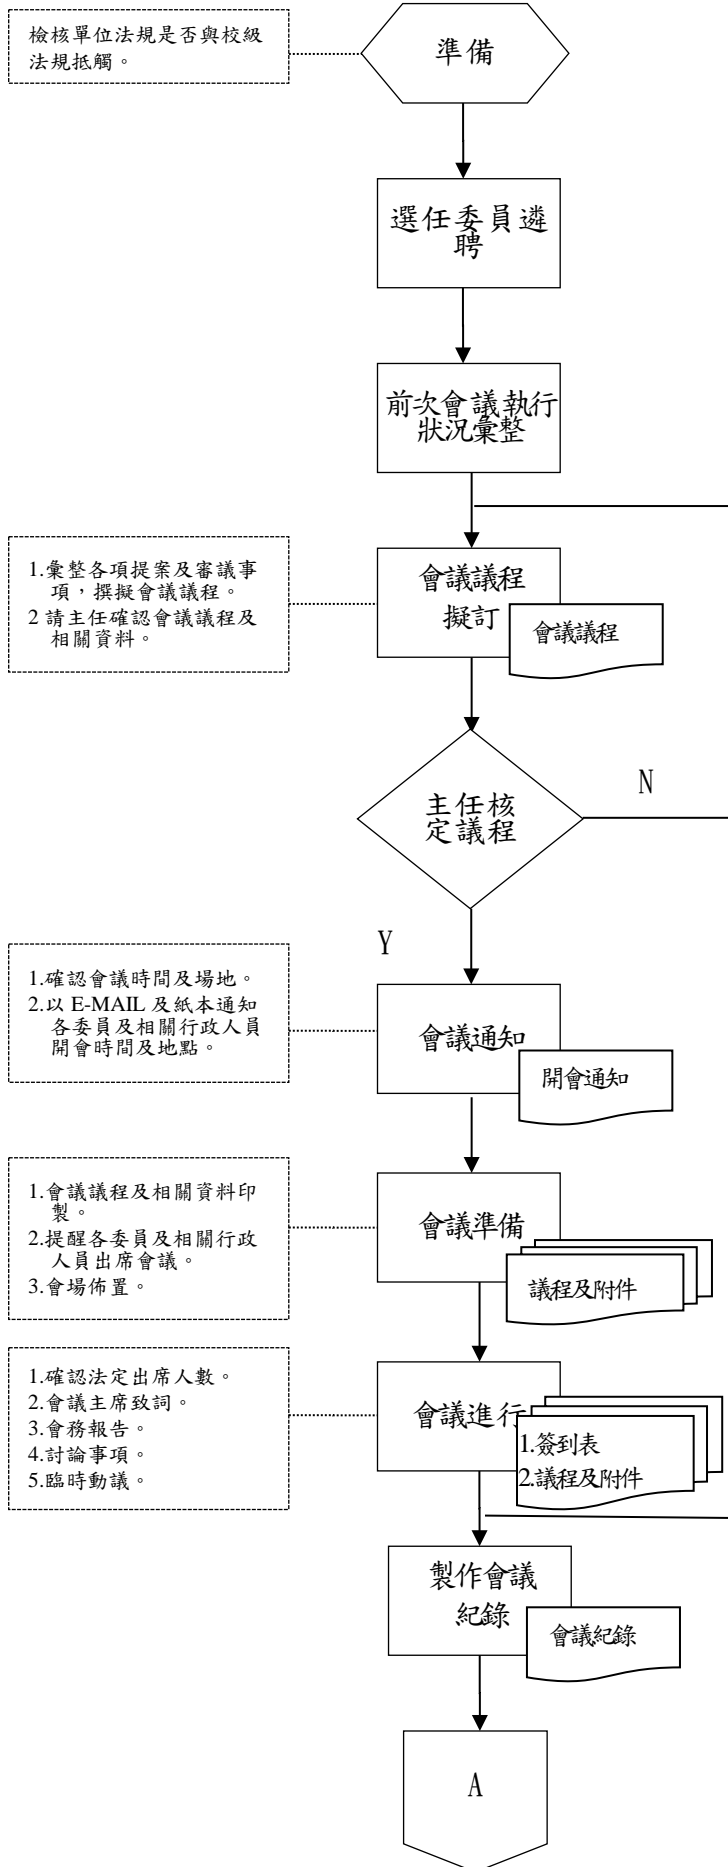 檢核單位法規是否與校級
法規抵觸。
準備
選任委員遴
聘
前次會議執行
狀況彙整
1.彙整各項提案及審議事
項，撰擬會議議程。
2 請主任確認會議議程及
相關資料。
會議議程
擬訂
會議議程
主任核
定議程
N
Y
1.確認會議時間及場地。
2.以 E-MAIL 及紙本通知
各委員及相關行政人員
開會時間及地點。
會議通知
開會通知
1.會議議程及相關資料印
製。
2.提醒各委員及相關行政
人員出席會議。
3.會場佈置。
會議準備
議程及附件
1.確認法定出席人數。
2.會議主席致詞。
3.會務報告。
4.討論事項。
5.臨時動議。
會議進行
1.簽到表
2.議程及附件
製作會議
紀錄
會議紀錄
A